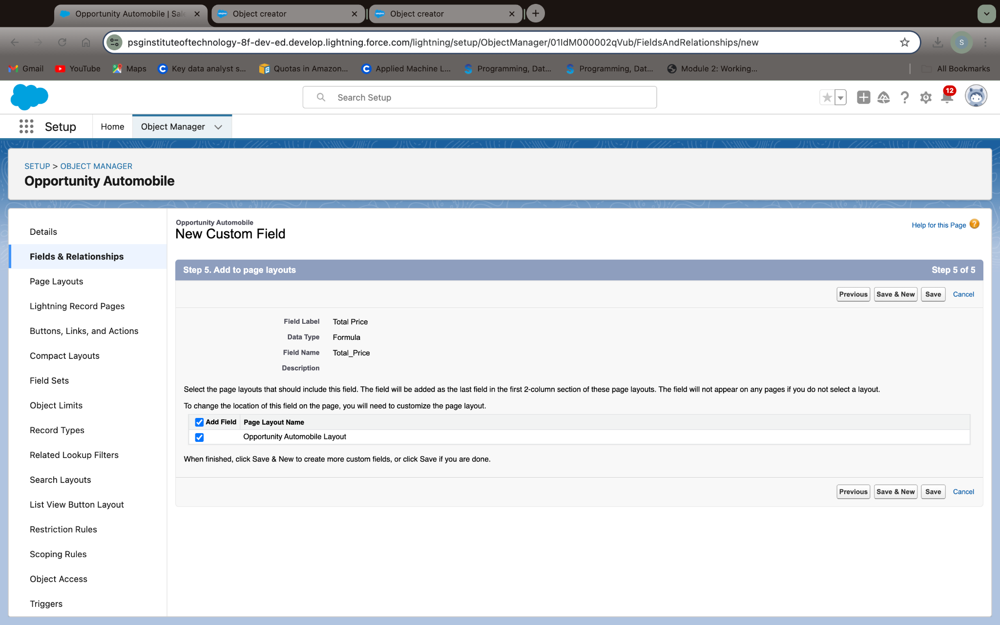 Opportunity Automobile | Sale
Object creator
Object creator
psginstituteoftechnology-8f-dev-ed.develop.lightning.force.com/lightning/setup/ObjectManager/01IdM000002qVub/FieldsAndRelationships/new
S
Gmail
YouTube
Maps
Key data analyst s...
Quotas in Amazon...
Applied Machine L...
Programming, Dat...
Programming, Dat...
Module 2: Working...
All Bookmarks
Search Setup
12
Setup
Home
Object Manager
SETUP > OBJECT MANAGER
Opportunity Automobile
Details
Fields & Relationships
Page Layouts
Lightning Record Pages
Buttons, Links, and Actions
Compact Layouts
Field Sets
Object Limits
Record Types
Related Lookup Filters
Search Layouts
List View Button Layout
Restriction Rules
Scoping Rules
Object Access
Triggers
Opportunity Automobile
New Custom Field
Help for this Page
Step 5. Add to page layouts
Step 5 of 5
Previous
Save & New
Save
Cancel
Field Label Total Price
Data Type Formula
Field Name Total_Price
Description
Select the page layouts that should include this field. The field will be added as the last field in the first 2-column section of these page layouts. The field will not appear on any pages if you do not select a layout.
To change the location of this field on the page, you will need to customize the page layout.
Add Field Page Layout Name
Opportunity Automobile Layout
When finished, click Save & New to create more custom fields, or click Save if you are done.
Previous
Save & New
Save
Cancel